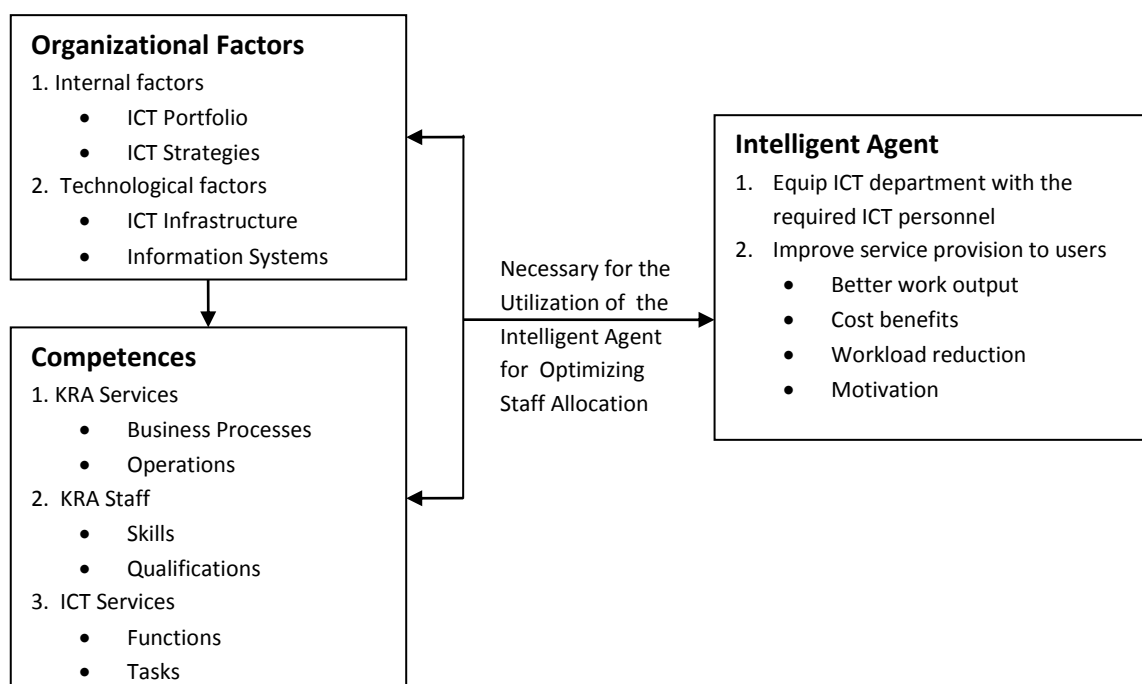 Organizational Factors
1. Internal factors
• ICT Portfolio
• ICT Strategies
2. Technological factors
• ICT Infrastructure
• Information Systems
Competences
1. KRA Services
• Business Processes
• Operations
2. KRA Staff
• Skills
• Qualifications
3. ICT Services
• Functions
• Tasks
Necessary for the
Utilization of the
Intelligent Agent
for Optimizing
Staff Allocation
Intelligent Agent
1. Equip ICT department with the
required ICT personnel
2. Improve service provision to users
• Better work output
• Cost benefits
• Workload reduction
• Motivation